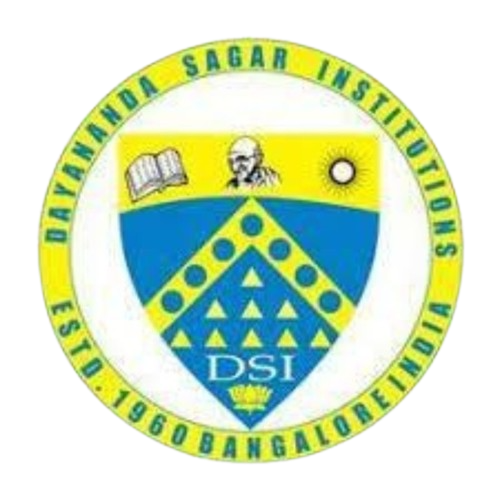 DAYANANDA SAGAR INSTITUTIONS
DSI
ESTD. 1960 BANGALORE INDIA